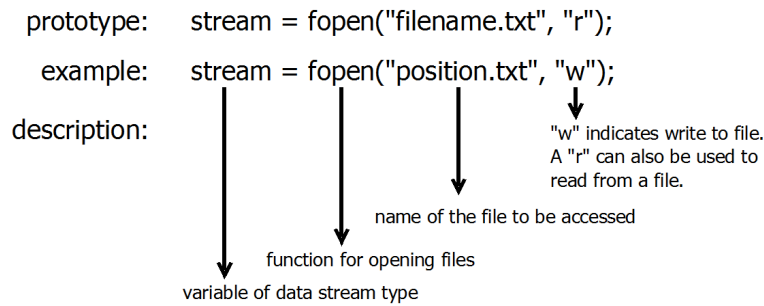 prototype: stream = fopen("filename.txt", "r");
example: stream = fopen("position.txt", "w");
description:
"w" indicates write to file.
A "r" can also be used to
read from a file.
name of the file to be accessed
function for opening files
variable of data stream type